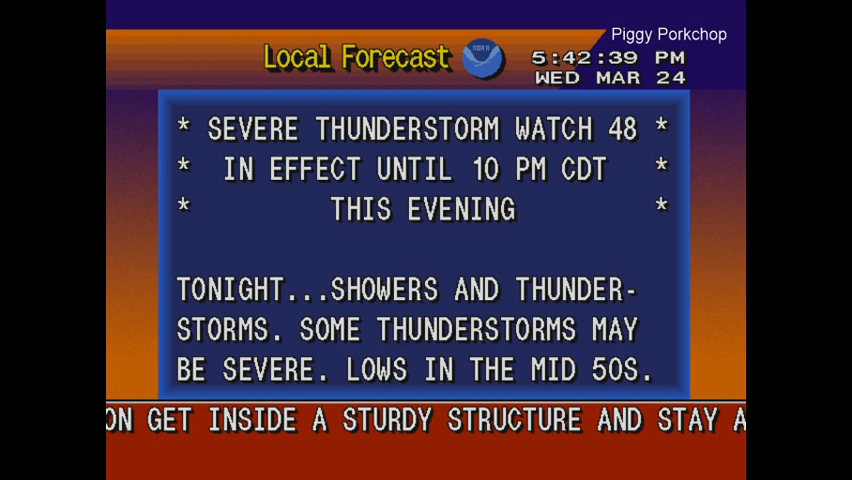 Piggy Porkchop
Local Forecast
NOAA
5:42:39 PM
WED MAR 24
* SEVERE THUNDERSTORM WATCH 48 *
* IN EFFECT UNTIL 10 PM CDT *
* THIS EVENING *
TONIGHT...SHOWERS AND THUNDER-
STORMS. SOME THUNDERSTORMS MAY
BE SEVERE. LOWS IN THE MID 50S.
ON GET INSIDE A STURDY STRUCTURE AND STAY A